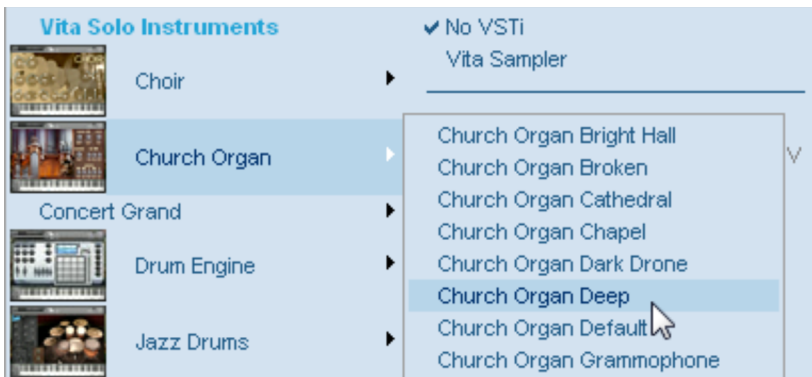 Vita Solo Instruments
Choir
Church Organ
Concert Grand
Drum Engine
Jazz Drums
No VSTi
Vita Sampler
V
Church Organ Bright Hall
Church Organ Broken
Church Organ Cathedral
Church Organ Chapel
Church Organ Dark Drone
Church Organ Deep
Church Organ Default
Church Organ Grammophone